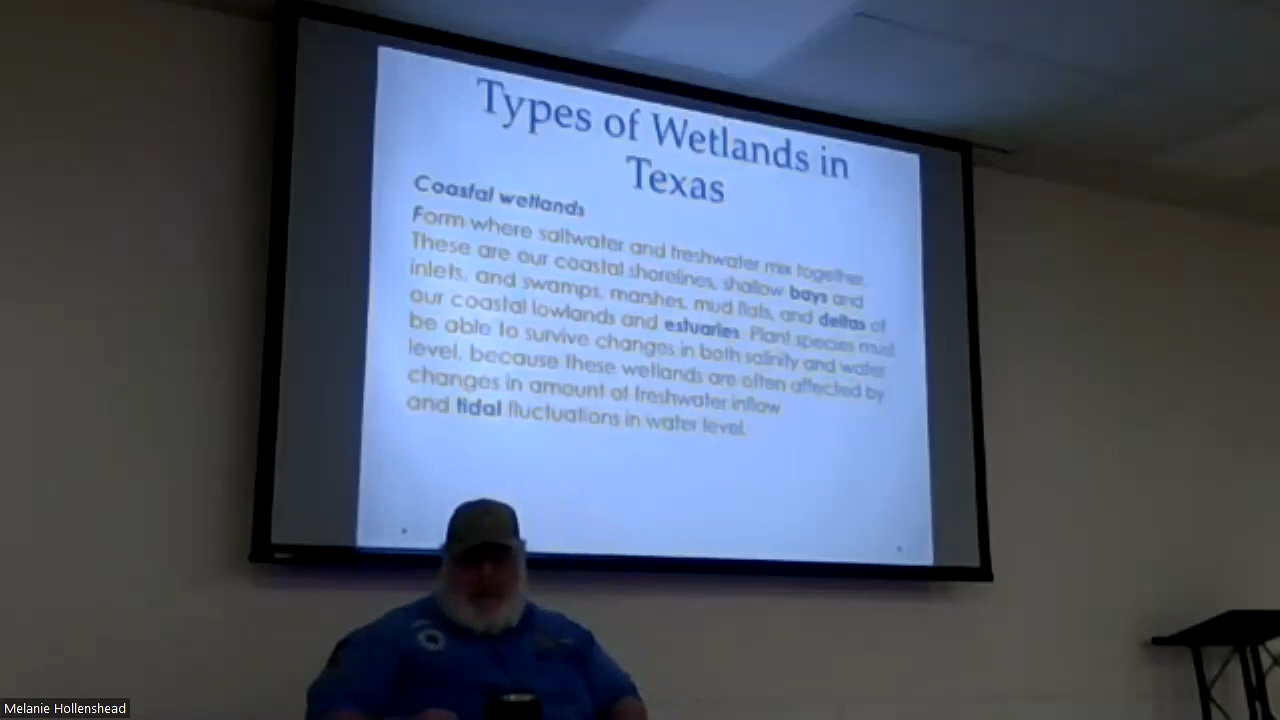 Types of Wetlands in
Texas
Coastal wetlands
Form where saltwater and freshwater mix together.
These are our coastal shorelines, shallow bays and
inlets, and swamps, marshes, mud flats, and deltas of
our coastal lowlands and estuaries. Plant species must
be able to survive changes in both salinity and water
level, because these wetlands are often affected by
changes in amount of freshwater inflow
and tidal fluctuations in water level.
Melanie Hollenshead